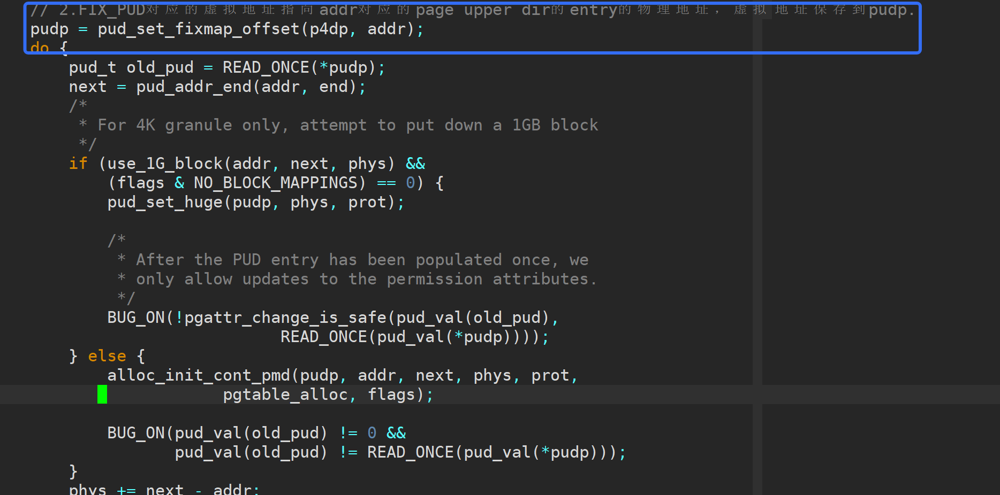 // 2.FIX_PUD对应的虚拟地址指向addr对应的page upper dir的entry的物理地址，虚拟地址保存到pudp.
pudp = pud_set_fixmap_offset(p4dp, addr);
do {
pud_t old_pud = READ_ONCE(*pudp);
next = pud_addr_end(addr, end);
/*
* For 4K granule only, attempt to put down a 1GB block
*/
if (use_1G_block(addr, next, phys) &&
(flags & NO_BLOCK_MAPPINGS) == 0) {
pud_set_huge(pudp, phys, prot);
/*
* After the PUD entry has been populated once, we
* only allow updates to the permission attributes.
*/
BUG_ON(!pgattr_change_is_safe(pud_val(old_pud),
READ_ONCE(pud_val(*pudp))));
} else {
alloc_init_cont_pmd(pudp, addr, next, phys, prot,
pgtable_alloc, flags);
BUG_ON(pud_val(old_pud) != 0 &&
pud_val(old_pud) != READ_ONCE(pud_val(*pudp)));
}
phys += next - addr;